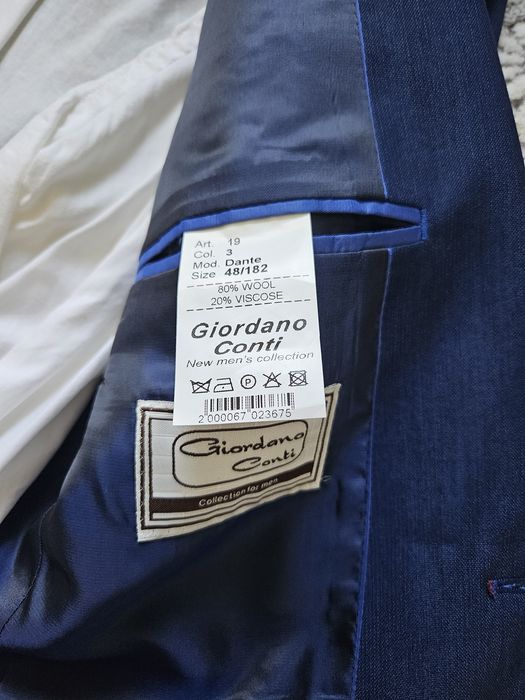 Art. 19
Col. 3
Mod. Dante
Size 48/182
80% WOOL
20% VISCOSE
Giordano
Conti
New men's collection
P
2 000067 023675
Giordano
Conti
Collection for men